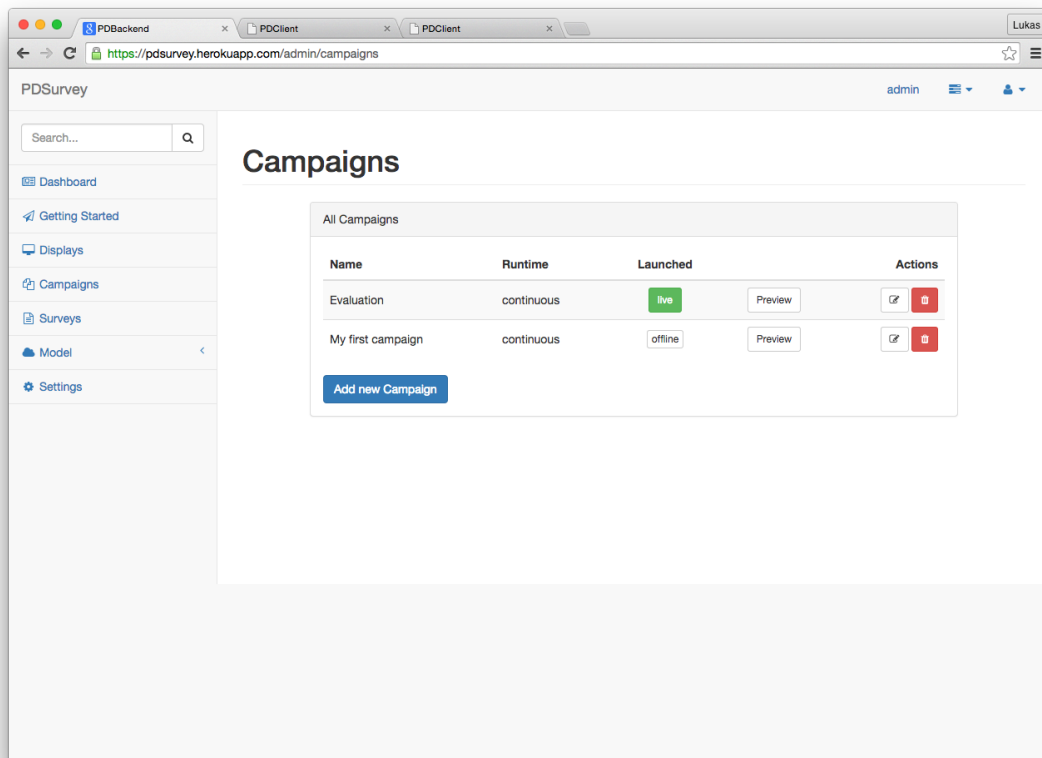 PDBackend
PDClient
PDClient
Lukas
https://pdsurvey.herokuapp.com/admin/campaigns
PDSurvey
admin
Search...
Dashboard
Getting Started
Displays
Campaigns
Surveys
Model
Settings
Campaigns
All Campaigns
Name Runtime Launched Actions
Evaluation continuous live Preview
My first campaign continuous offline Preview
Add new Campaign